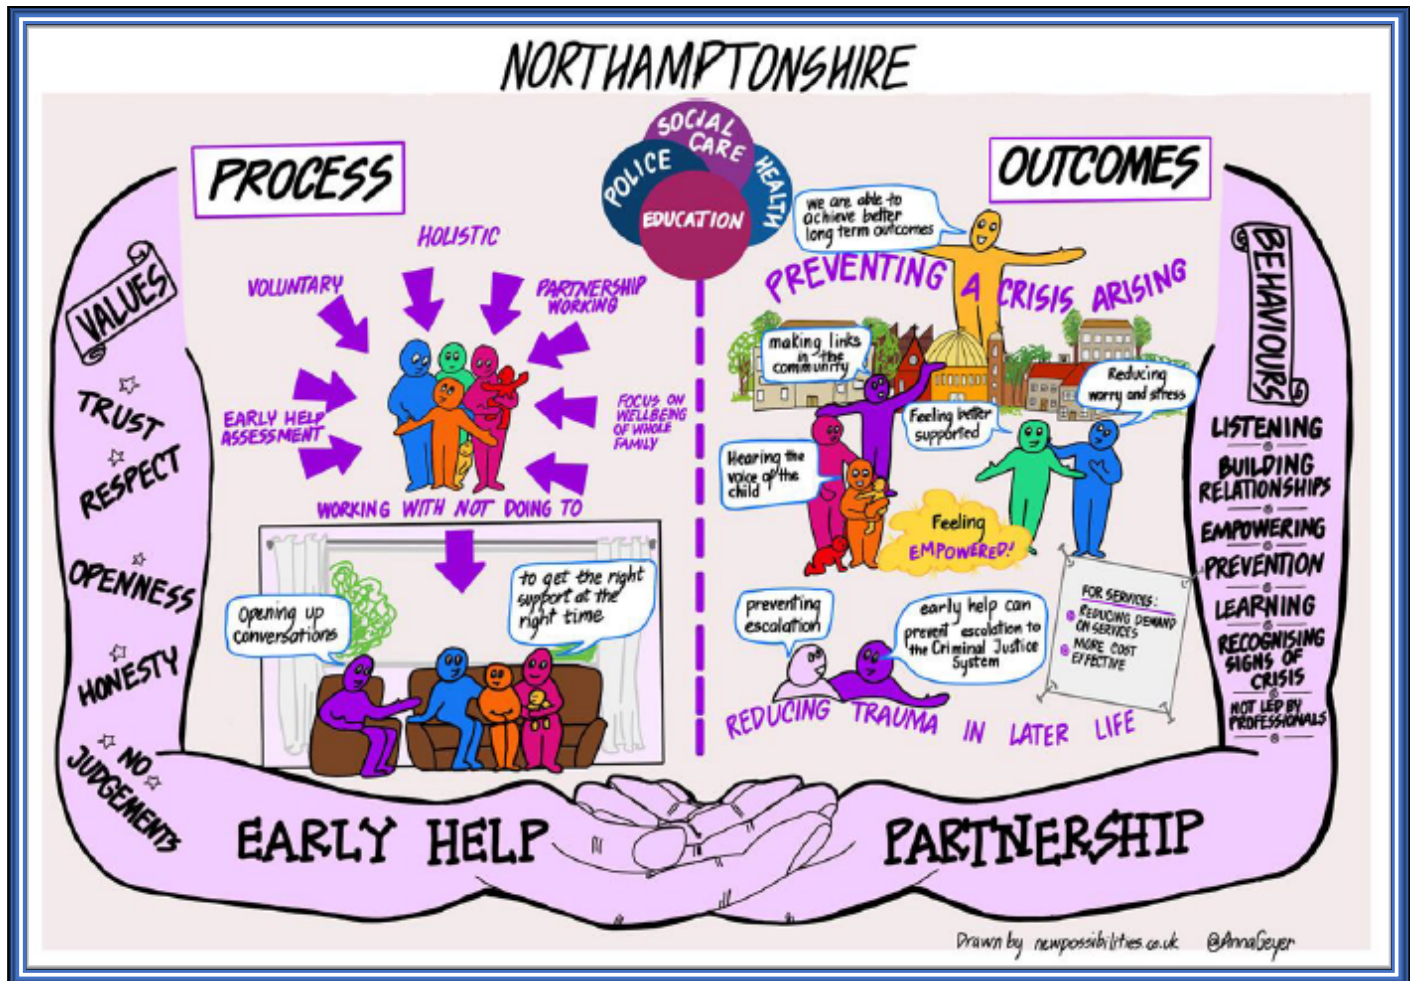 NORTHAMPTONSHIRE
SOCIAL
CARE
POLICE
HEALTH
EDUCATION
VALUES
TRUST
RESPECT
OPENNESS
HONESTY
NO
JUDGEMENTS
PROCESS
HOLISTIC
VOLUNTARY
PARTNERSHIP
WORKING
EARLY HELP
ASSESSMENT
FOCUS ON
WELLBEING
OF WHOLE
FAMILY
WORKING WITH NOT DOING TO
Opening up
conversations
to get the right
support at the
right time
OUTCOMES
we are able to
achieve better
long term outcomes
PREVENTING A CRISIS ARISING
making links
in the
community
Reducing
worry and stress
Feeling better
supported
Hearing the
voice of the
child
Feeling
EMPOWERED!
preventing
escalation
early help can
prevent escalation to
the Criminal Justice
System
FOR SERVICES:
REDUCING DEMAND
ON SERVICES
MORE COST
EFFECTIVE
REDUCING TRAUMA IN LATER LIFE
BEHAVIOURS
LISTENING
BUILDING
RELATIONSHIPS
EMPOWERING
PREVENTION
LEARNING
RECOGNISING
SIGNS OF
CRISIS
NOT LED BY
PROFESSIONALS
EARLY HELP PARTNERSHIP
Drawn by newpossibilities.co.uk @AnnaGeyer